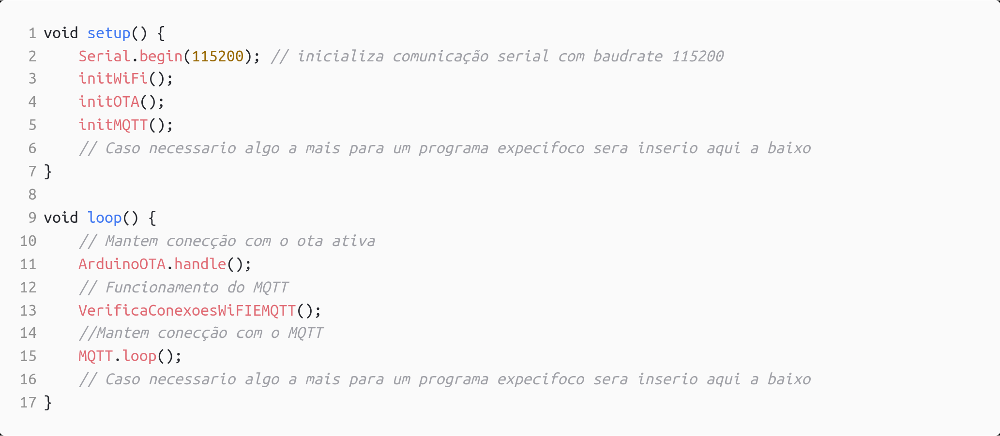 1 void setup() {
2     Serial.begin(115200); // inicializa comunicação serial com baudrate 115200
3     initWiFi();
4     initOTA();
5     initMQTT();
6     // Caso necessario algo a mais para um programa expecifoco sera inserio aqui a baixo
7 }
8
9 void loop() {
10     // Mantem conecção com o ota ativa
11     ArduinoOTA.handle();
12     // Funcionamento do MQTT
13     VerificaConexoesWiFIEMQTT();
14     //Mantem conecção com o MQTT
15     MQTT.loop();
16     // Caso necessario algo a mais para um programa expecifoco sera inserio aqui a baixo
17 }